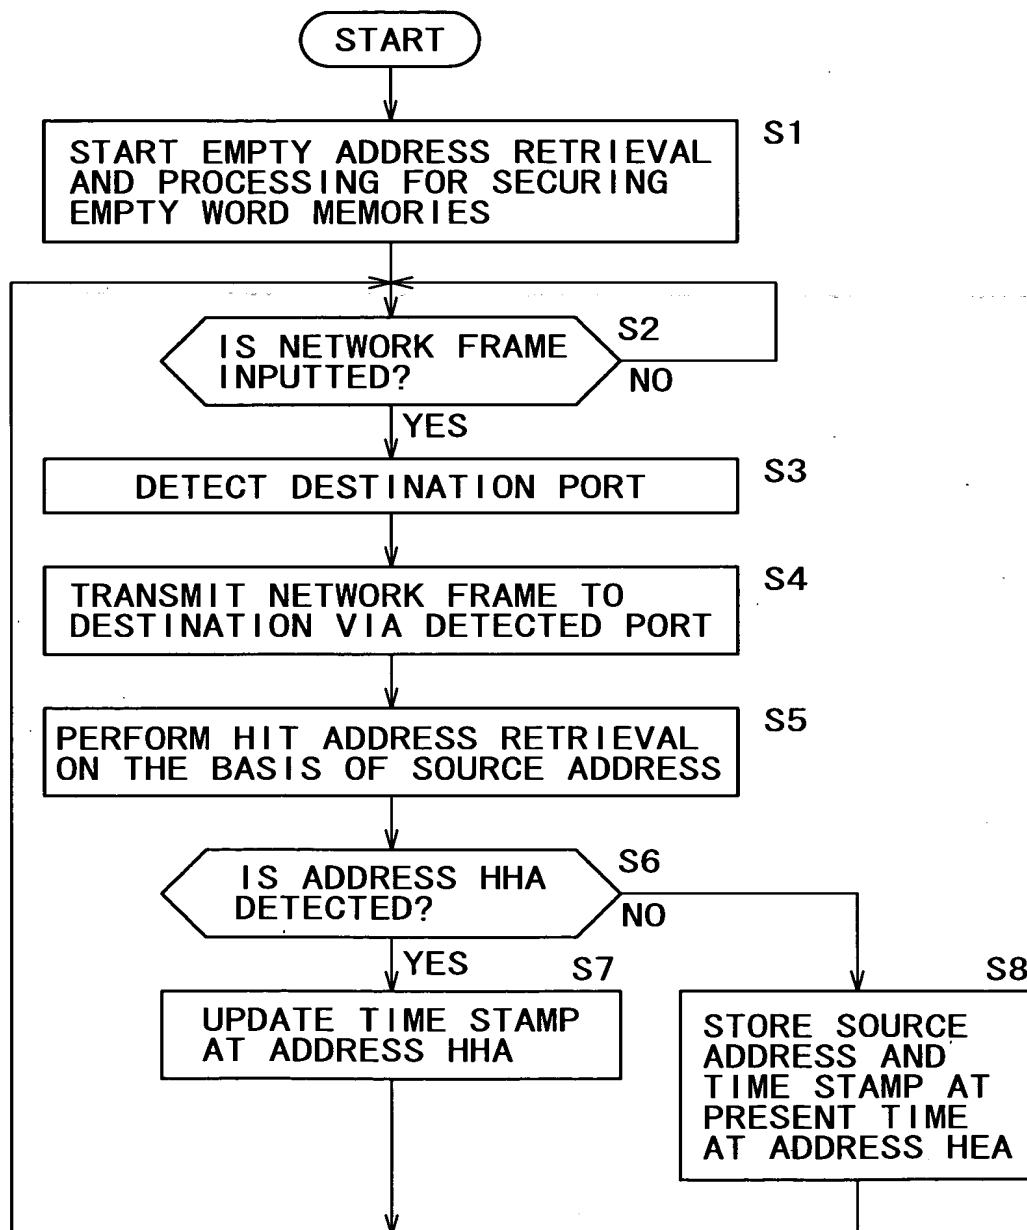 START
S1
START EMPTY ADDRESS RETRIEVAL
AND PROCESSING FOR SECURING
EMPTY WORD MEMORIES
S2
IS NETWORK FRAME
INPUTTED?
NO
YES
S3
DETECT DESTINATION PORT
S4
TRANSMIT NETWORK FRAME TO
DESTINATION VIA DETECTED PORT
S5
PERFORM HIT ADDRESS RETRIEVAL
ON THE BASIS OF SOURCE ADDRESS
S6
IS ADDRESS HHA
DETECTED?
NO
YES
S7
UPDATE TIME STAMP
AT ADDRESS HHA
S8
STORE SOURCE
ADDRESS AND
TIME STAMP AT
PRESENT TIME
AT ADDRESS HEA